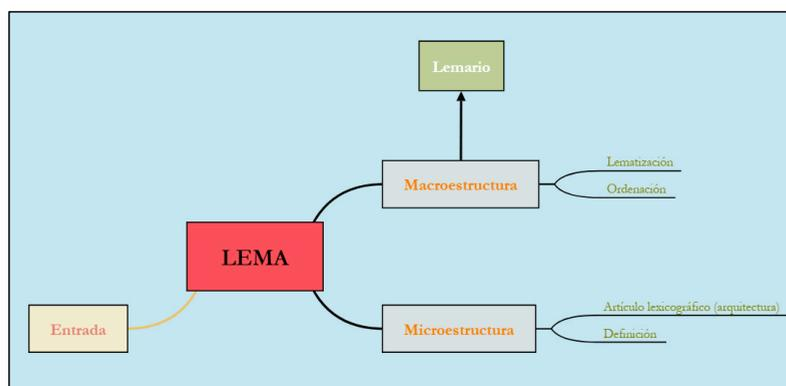 Lemario
Macroestructura
Lematización
Ordenación
LEMA
Entrada
Microestructura
Artículo lexicográfico (arquitectura)
Definición